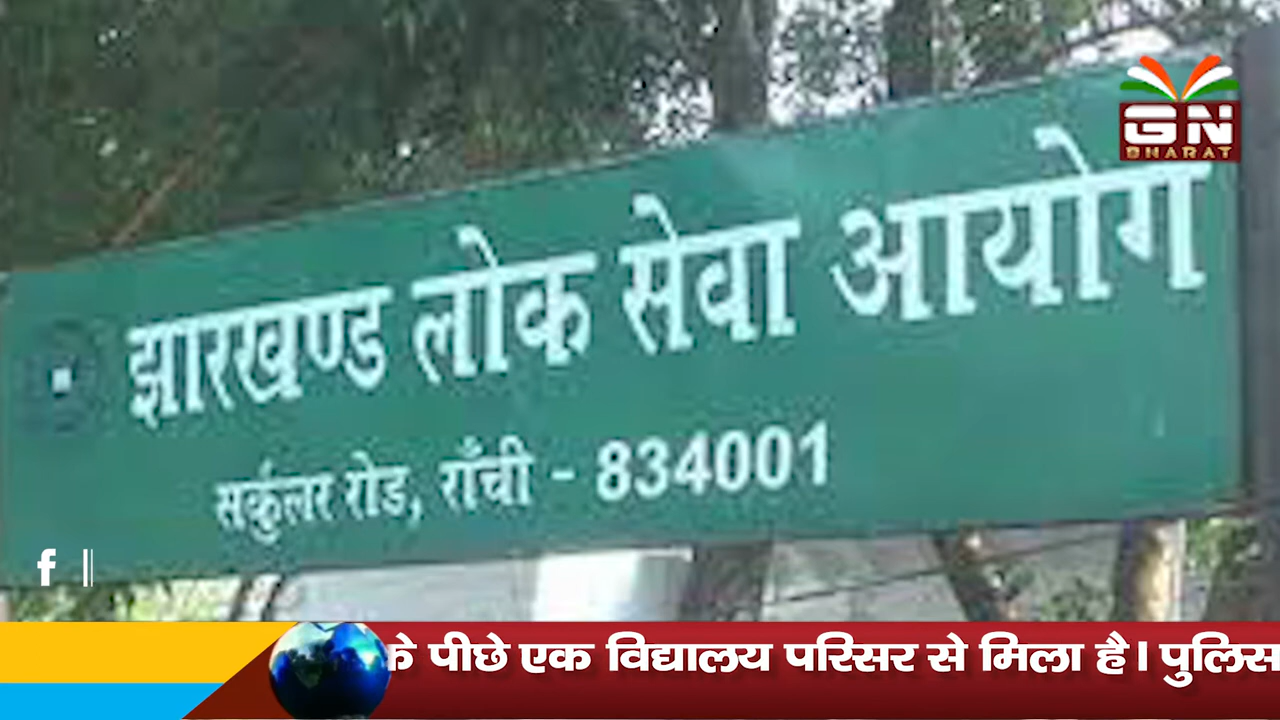 GN
BHARAT
झारखण्ड लोक सेवा आयोग
सर्कुलर रोड, राँची - 834001
f
के पीछे एक विद्यालय परिसर से मिला है। पुलिस